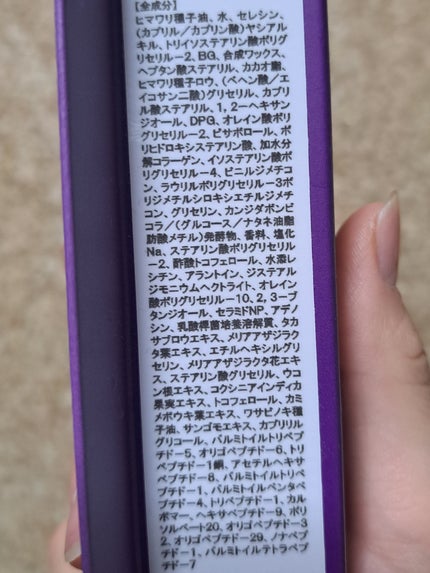 【全成分】
ヒマワリ種子油、水、セレシン、
(カプリル/カプリン酸)ヤシアル
キル、トリイソステアリン酸ポリグ
リセリル－2、BG、合成ワックス、
ヘプタン酸ステアリル、カカオ脂、
ヒマワリ種子ロウ、(ベヘン酸/エ
イコサン二酸)グリセリル、カプリ
ル酸ステアリル、1, 2－ヘキサン
ジオール、DPG、オレイン酸ポリ
グリセリル－2、ビサボロール、ポ
リヒドロキシステアリン酸、加水分
解コラーゲン、イソステアリン酸ポ
リグリセリル－4、ビニルジメチコ
ン、ラウリルポリグリセリル－3ポ
リジメチルシロキシエチルジメチ
コン、グリセリン、カンジダボンビ
コラ/(グルコース/ナタネ油脂
肪酸メチル)発酵物、香料、塩化
Na、ステアリン酸ポリグリセリル
－2、酢酸トコフェロール、水添レ
シチン、アラントイン、ジステアル
ジモニウムヘクトライト、オレイン
酸ポリグリセリル－10、2, 3－ブ
タンジオール、セラミドNP、アデノ
シン、乳酸桿菌培養溶解質、タカ
サブロウエキス、メリアアザジラク
タ葉エキス、エチルヘキシルグリ
セリン、メリアアザジラクタ花エキ
ス、ステアリン酸グリセリル、ウコ
ン根エキス、コクシニアインディカ
果実エキス、トコフェロール、カミ
メボウキ葉エキス、ワサビノキ種
子油、サンゴモエキス、カプリリル
グリコール、パルミトイルトリペプ
チド－5、オリゴペプチド－6、トリ
ペプチド－1銅、アセチルヘキサ
ペプチド－8、パルミトイルトリペ
プチド－1、パルミトイルペンタペ
プチド－4、トリペプチド－1、カル
ボマー、ヘキサペプチド－9、ポリ
ソルベート20、オリゴペプチド－3
2、オリゴペプチド－29、ノナペプ
チド－1、パルミトイルテトラペプ
チド－7